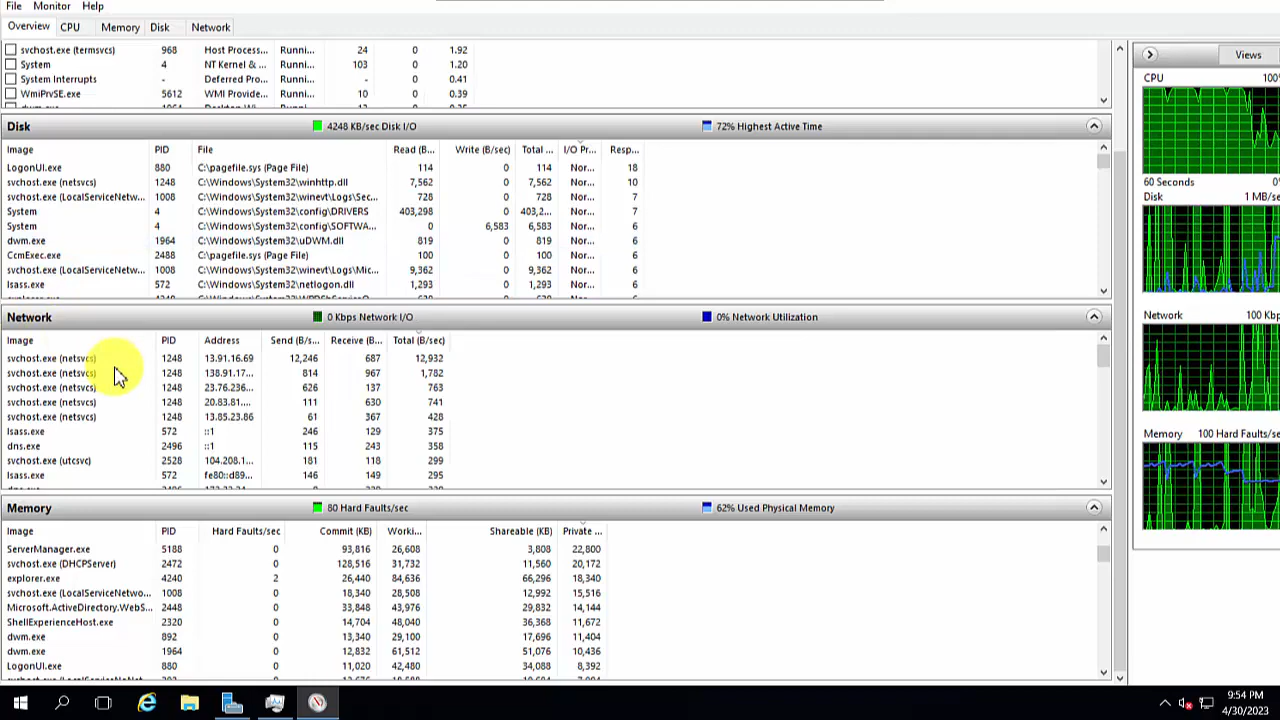 File Monitor Help
Overview CPU Memory Disk Network
svchost.exe (termsvcs) 968 Host Process... Runni... 24 0 1.92
System 4 NT Kernel & ... Runni... 103 0 1.20
System Interrupts - Deferred Pro... Runni... - 0 0.41
WmiPrvSE.exe 5612 WMI Provide... Runni... 10 0 0.39
Disk 4248 KB/sec Disk I/O 72% Highest Active Time
Image PID File Read (B... Write (B/sec) Total ... I/O Pr... Resp...
LogonUI.exe 880 C:\pagefile.sys (Page File) 114 0 114 Nor... 18
svchost.exe (netsvcs) 1248 C:\Windows\System32\winhttp.dll 7,562 0 7,562 Nor... 10
svchost.exe (LocalServiceNetw... 1008 C:\Windows\System32\winevt\Logs\Sec... 728 0 728 Nor... 7
System 4 C:\Windows\System32\config\DRIVERS 403,298 0 403,2... Nor... 7
System 4 C:\Windows\System32\config\SOFTWA... 0 6,583 6,583 Nor... 6
dwm.exe 1964 C:\Windows\System32\uDWM.dll 819 0 819 Nor... 6
CcmExec.exe 2488 C:\pagefile.sys (Page File) 100 0 100 Nor... 6
svchost.exe (LocalServiceNetw... 1008 C:\Windows\System32\winevt\Logs\Mic... 9,362 0 9,362 Nor... 6
lsass.exe 572 C:\Windows\System32\netlogon.dll 1,293 0 1,293 Nor... 6
Network 0 Kbps Network I/O 0% Network Utilization
Image PID Address Send (B/s... Receive (B... Total (B/sec)
svchost.exe (netsvcs) 1248 13.91.16.69 12,246 687 12,932
svchost.exe (netsvcs) 1248 138.91.17... 814 967 1,782
svchost.exe (netsvcs) 1248 23.76.236... 626 137 763
svchost.exe (netsvcs) 1248 20.83.81.... 111 630 741
svchost.exe (netsvcs) 1248 13.85.23.86 61 367 428
lsass.exe 572 ::1 246 129 375
dns.exe 2496 ::1 115 243 358
svchost.exe (utcsvc) 2528 104.208.1... 181 118 299
lsass.exe 572 fe80::d89... 146 149 295
Memory 80 Hard Faults/sec 62% Used Physical Memory
Image PID Hard Faults/sec Commit (KB) Worki... Shareable (KB) Private ...
ServerManager.exe 5188 0 93,816 26,608 3,808 22,800
svchost.exe (DHCPServer) 2472 0 128,516 31,732 11,560 20,172
explorer.exe 4240 2 26,440 84,636 66,296 18,340
svchost.exe (LocalServiceNetwo... 1008 0 18,340 28,508 12,992 15,516
Microsoft.ActiveDirectory.WebS... 2448 0 33,848 43,976 29,832 14,144
ShellExperienceHost.exe 2320 0 14,704 48,040 36,368 11,672
dwm.exe 892 0 13,340 29,100 17,696 11,404
dwm.exe 1964 0 12,832 61,512 51,076 10,436
LogonUI.exe 880 0 11,020 42,480 34,088 8,392
Views
CPU 100%
60 Seconds 0%
Disk 1 MB/se
Network 100 Kbp
Memory 100 Hard Faults/se
9:54 PM
4/30/2023